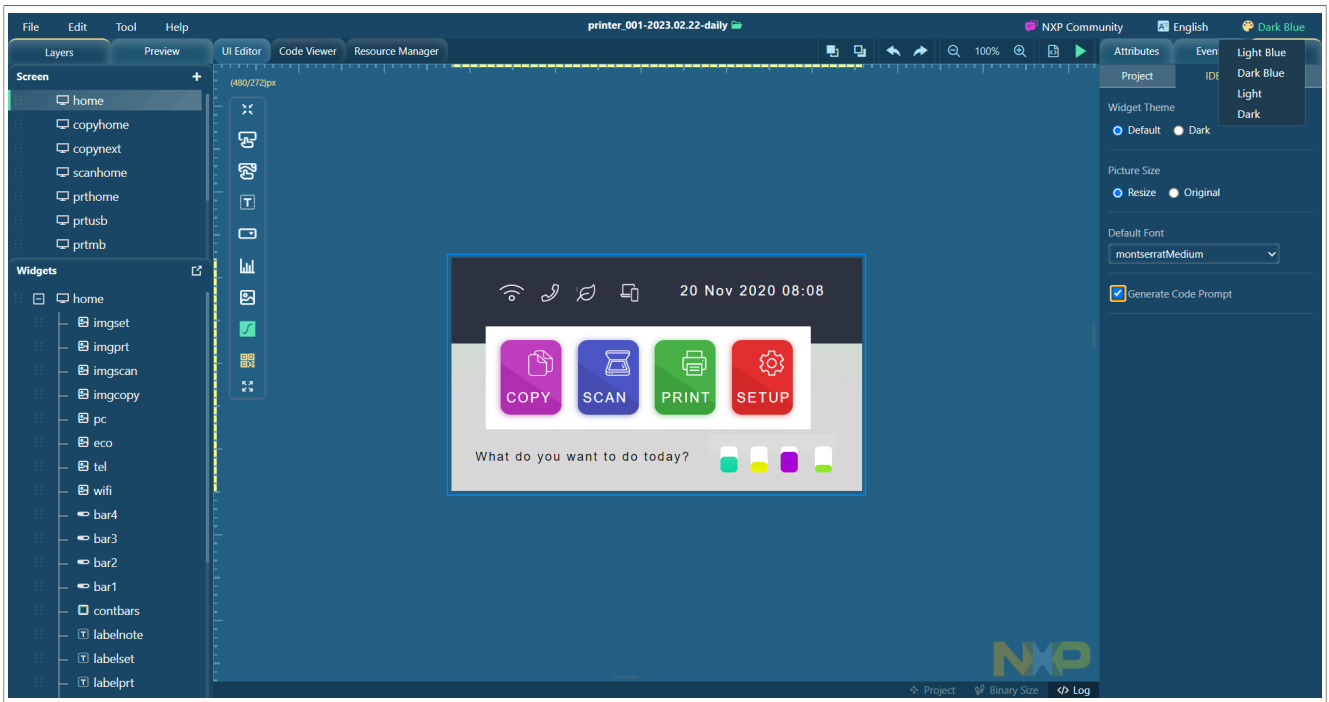 File Edit Tool Help printer_001-2023.02.22-daily NXP Community English Dark Blue
Layers Preview UI Editor Code Viewer Resource Manager 100% Attributes Even
Light Blue
Dark Blue
Light
Dark
Screen +
home
copyhome
copynext
scanhome
prthome
prtusb
prtmb
Widgets
home
imgset
imgprt
imgscan
imgcopy
pc
eco
tel
wifi
bar4
bar3
bar2
bar1
contbars
labelnote
labelset
labelprt
(480/272)px
T
20 Nov 2020 08:08
COPY SCAN PRINT SETUP
What do you want to do today?
NXP
Project Binary Size </> Log
Project IDE
Widget Theme
Default Dark
Picture Size
Resize Original
Default Font
montserratMedium
Generate Code Prompt